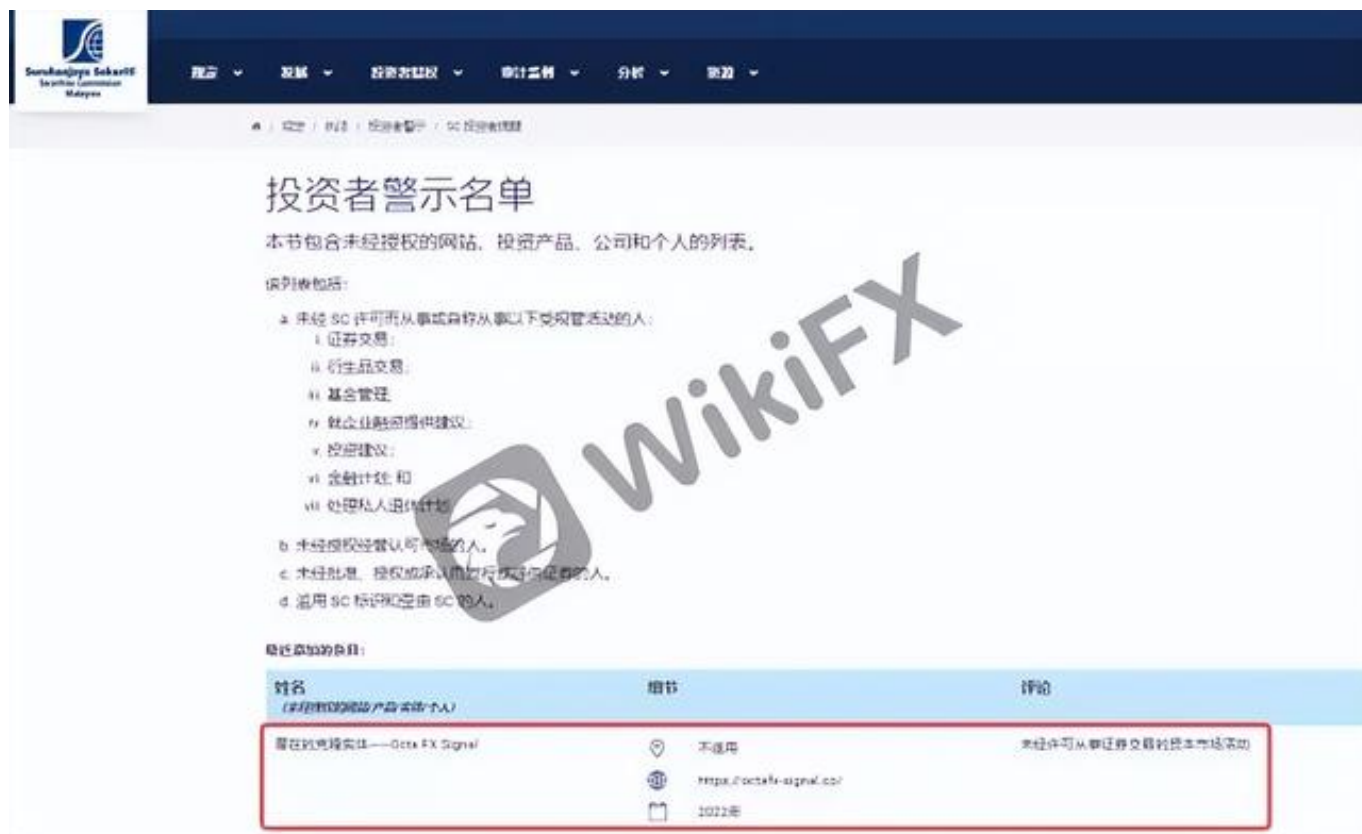 Suruhanjaya Sekuriti
Securities Commission
Malaysia
发展
分析
投资者警示名单
本节包含未经授权的网站、投资产品、公司和个人的列表。
该列表包括:
a. 未经 SC 许可而从事或自称从事以下受规管活动的人:
i. 证券交易;
ii. 衍生品交易;
iii. 基金管理
iv. 就企业融资提供建议;
v. 投资建议;
vi. 金融计划; 和
vii. 处理私人退休计划
b. 未经授权经营认可市场的人。
c. 未经批准、授权或承认而发行或提供证券的人。
d. 滥用 SC 标识和 SC 的人。
最近添加的条目:
姓名 细节 评论
潜在的克隆实体——Octa FX Signal 不适用 未经许可从事证券交易的资本市场活动
https://octafx-signal.co/
2022年
WikiFX